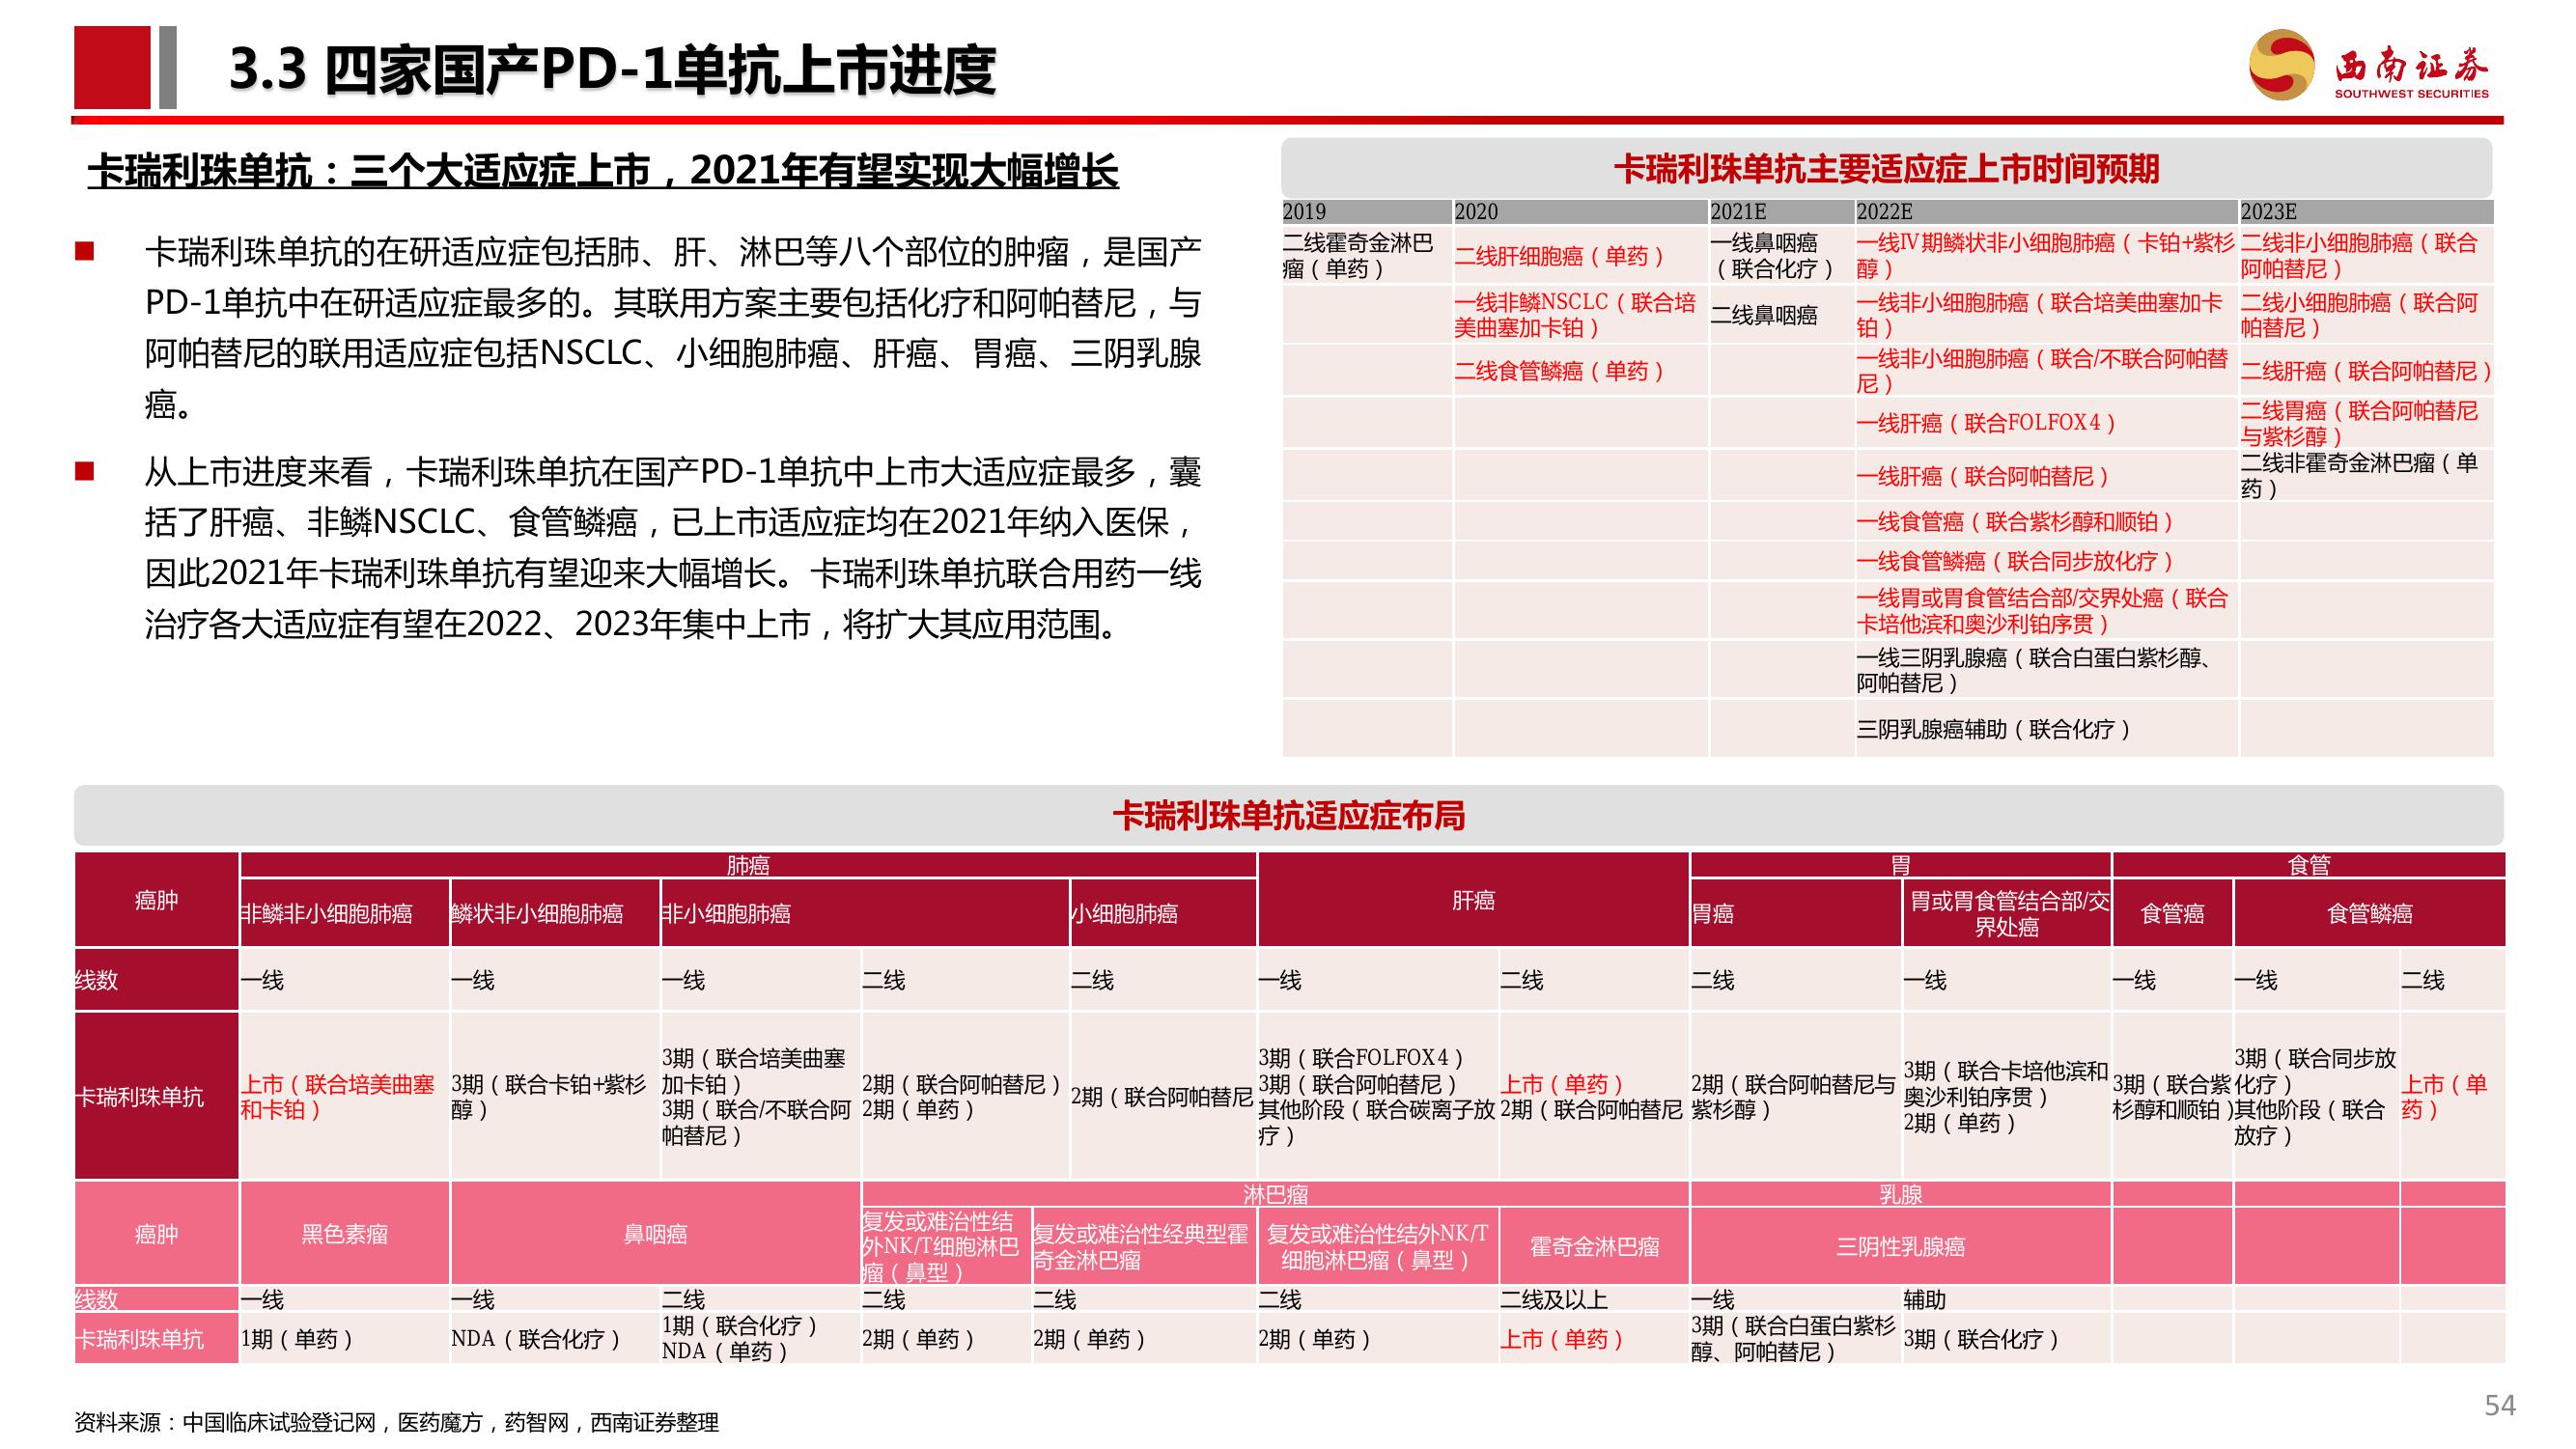 3.3 四家国产PD-1单抗上市进度
西南证券
SOUTHWEST SECURITIES
卡瑞利珠单抗：三个大适应症上市，2021年有望实现大幅增长
■ 卡瑞利珠单抗的在研适应症包括肺、肝、淋巴等八个部位的肿瘤，是国产
PD-1单抗中在研适应症最多的。其联用方案主要包括化疗和阿帕替尼，与
阿帕替尼的联用适应症包括NSCLC、小细胞肺癌、肝癌、胃癌、三阴乳腺
癌。
■ 从上市进度来看，卡瑞利珠单抗在国产PD-1单抗中上市大适应症最多，囊
括了肝癌、非鳞NSCLC、食管鳞癌，已上市适应症均在2021年纳入医保，
因此2021年卡瑞利珠单抗有望迎来大幅增长。卡瑞利珠单抗联合用药一线
治疗各大适应症有望在2022、2023年集中上市，将扩大其应用范围。
卡瑞利珠单抗主要适应症上市时间预期
2019 2020 2021E 2022E 2023E
二线霍奇金淋巴
瘤（单药）
二线肝细胞癌（单药）
一线鼻咽癌
（联合化疗）
一线Ⅳ期鳞状非小细胞肺癌（卡铂+紫杉
醇）
二线非小细胞肺癌（联合
阿帕替尼）
一线非鳞NSCLC（联合培
美曲塞加卡铂）
二线鼻咽癌
一线非小细胞肺癌（联合培美曲塞加卡
铂）
二线小细胞肺癌（联合阿
帕替尼）
二线食管鳞癌（单药）
一线非小细胞肺癌（联合/不联合阿帕替
尼）
二线肝癌（联合阿帕替尼）
一线肝癌（联合FOLFOX4）
二线胃癌（联合阿帕替尼
与紫杉醇）
一线肝癌（联合阿帕替尼）
二线非霍奇金淋巴瘤（单
药）
一线食管癌（联合紫杉醇和顺铂）
一线食管鳞癌（联合同步放化疗）
一线胃或胃食管结合部/交界处癌（联合
卡培他滨和奥沙利铂序贯）
一线三阴乳腺癌（联合白蛋白紫杉醇、
阿帕替尼）
三阴乳腺癌辅助（联合化疗）
卡瑞利珠单抗适应症布局
癌肿 肺癌 肝癌 胃 食管
非鳞非小细胞肺癌 鳞状非小细胞肺癌 非小细胞肺癌 小细胞肺癌 胃癌
胃或胃食管结合部/交
界处癌
食管癌 食管鳞癌
线数 一线 一线 一线 二线 二线 一线 二线 二线 一线 一线 一线 二线
卡瑞利珠单抗
上市（联合培美曲塞
和卡铂）
3期（联合卡铂+紫杉
醇）
3期（联合培美曲塞
加卡铂）
3期（联合/不联合阿
帕替尼）
2期（联合阿帕替尼）
2期（单药）
2期（联合阿帕替尼
3期（联合FOLFOX4）
3期（联合阿帕替尼）
其他阶段（联合碳离子放
疗）
上市（单药）
2期（联合阿帕替尼
2期（联合阿帕替尼与
紫杉醇）
3期（联合卡培他滨和
奥沙利铂序贯）
2期（单药）
3期（联合紫
杉醇和顺铂）
3期（联合同步放
化疗）
其他阶段（联合
放疗）
上市（单
药）
癌肿 黑色素瘤 鼻咽癌 淋巴瘤 乳腺
复发或难治性结
外NK/T细胞淋巴
瘤（鼻型）
复发或难治性经典型霍
奇金淋巴瘤
复发或难治性结外NK/T
细胞淋巴瘤（鼻型）
霍奇金淋巴瘤 三阴性乳腺癌
线数 一线 一线 二线 二线 二线 二线 二线及以上 一线 辅助
卡瑞利珠单抗 1期（单药） NDA（联合化疗）
1期（联合化疗）
NDA（单药）
2期（单药） 2期（单药） 2期（单药） 上市（单药）
3期（联合白蛋白紫杉
醇、阿帕替尼）
3期（联合化疗）
资料来源：中国临床试验登记网，医药魔方，药智网，西南证券整理
54